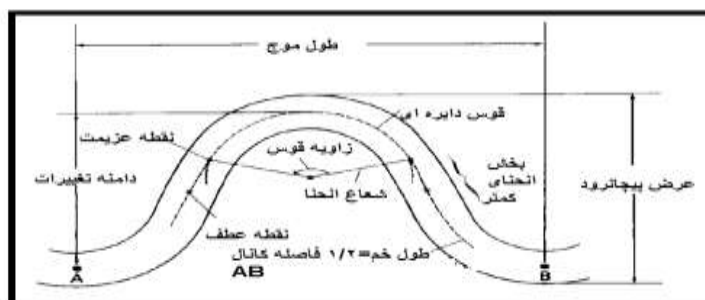 طول موج
قوس دایره ای
نقطه عزیمت
زاویه قوس
بخش
انحنای
کمتر
عرض پیچانرود
دامنه تغییرات
شعاع انحنا
نقطه عطف
طول خم=۱/۲ فاصله کانال
AB
A
B